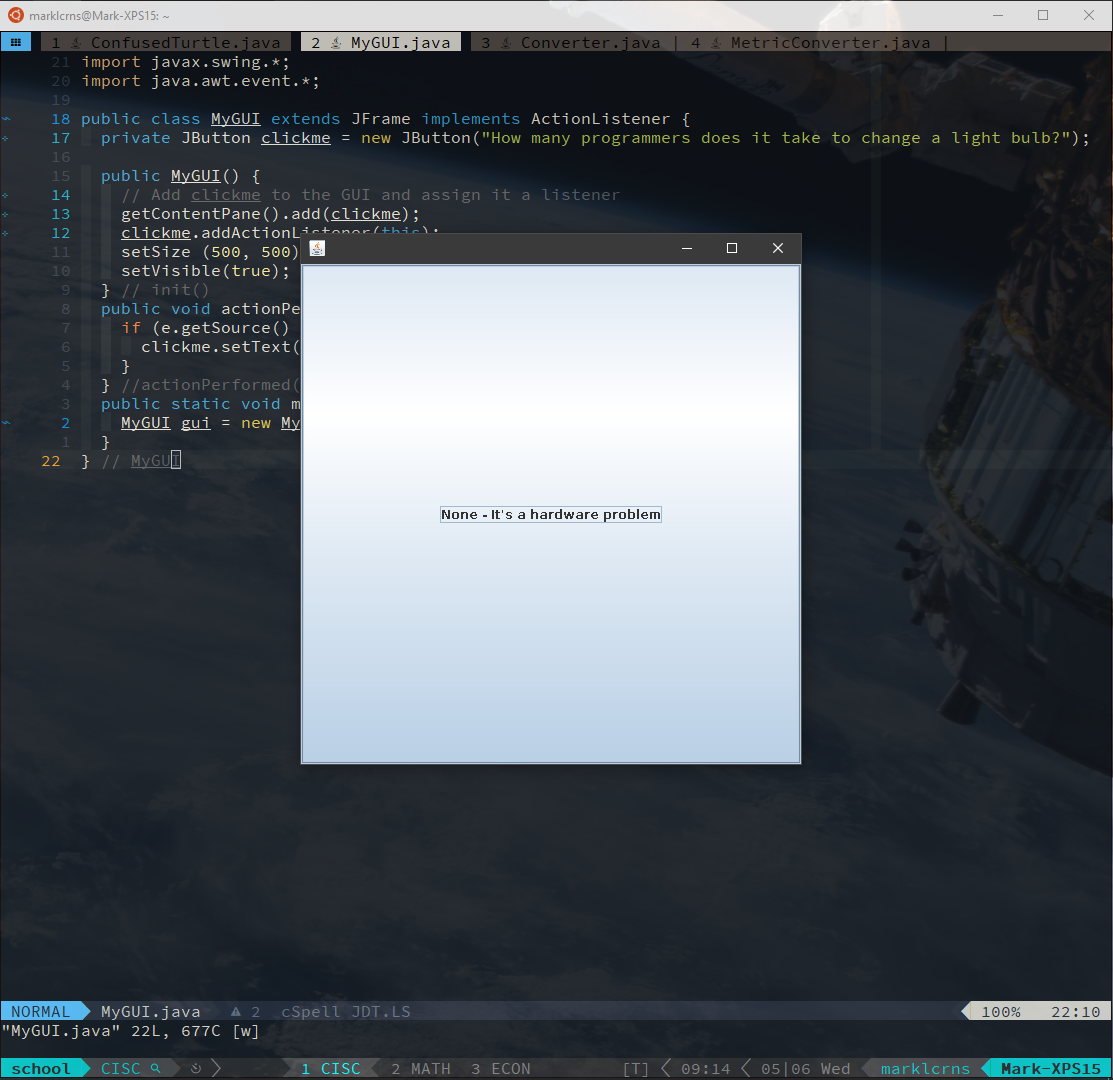 marklcrns@Mark-XPS15: ~
1 ConfusedTurtle.java 2 MyGUI.java 3 Converter.java | 4 MetricConverter.java |
21 import javax.swing.*;
20 import java.awt.event.*;
19
18 public class MyGUI extends JFrame implements ActionListener {
17 private JButton clickme = new JButton("How many programmers does it take to change a light bulb?");
16
15 public MyGUI() {
14 // Add clickme to the GUI and assign it a listener
13 getContentPane().add(clickme);
12 clickme.addActionListener(this);
11 setSize (500, 500)
10 setVisible(true);
9 } // init()
8 public void actionPe
7 if (e.getSource()
6 clickme.setText(
5 }
4 } //actionPerformed(
3 public static void m
2 MyGUI gui = new My
1 }
22 } // MyGUI
None - It's a hardware problem
NORMAL MyGUI.java 2 cSpell JDT.LS 100% 22:10
"MyGUI.java" 22L, 677C [w]
school CISC 1 CISC 2 MATH 3 ECON [T] 09:14 05|06 Wed marklcrns Mark-XPS15